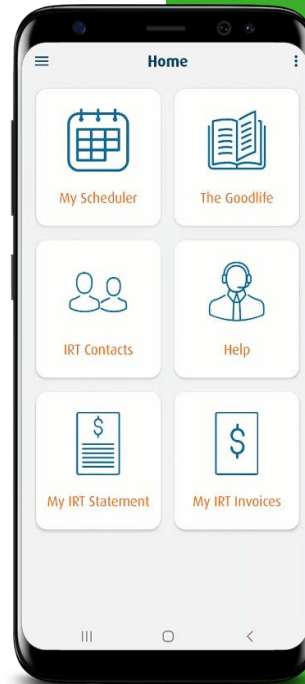 Home
My Scheduler
The Goodlife
IRT Contacts
Help
$
$
My IRT Statement
My IRT Invoices